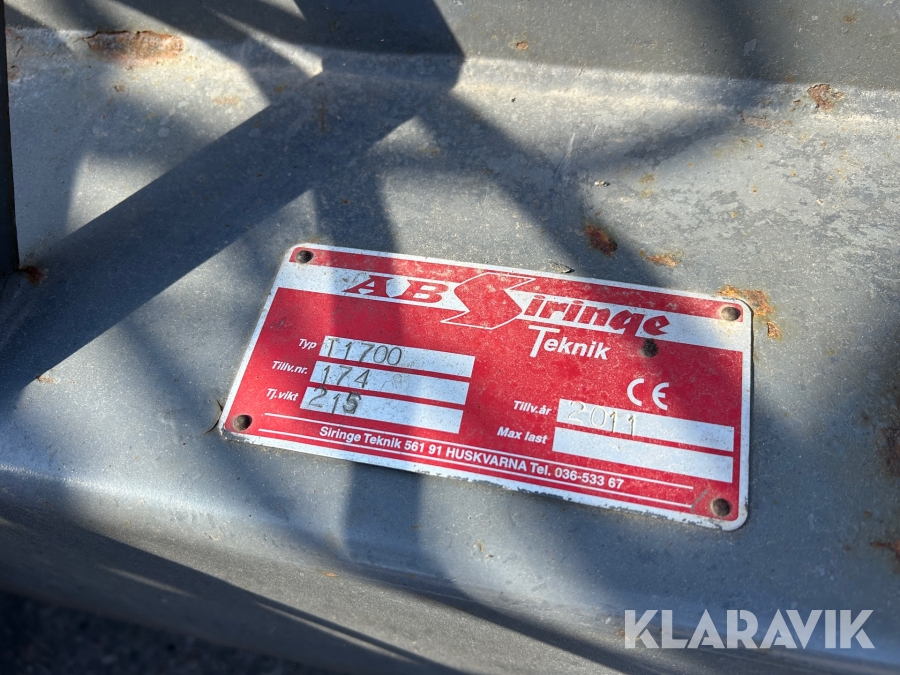 AB Siringe
Teknik
Typ T1700
Tillv.nr. 174
Tj.vikt 215
CE
Tillv.år 2011
Max last
Siringe Teknik 561 91 HUSKVARNA Tel. 036-533 67
KLARAVIK